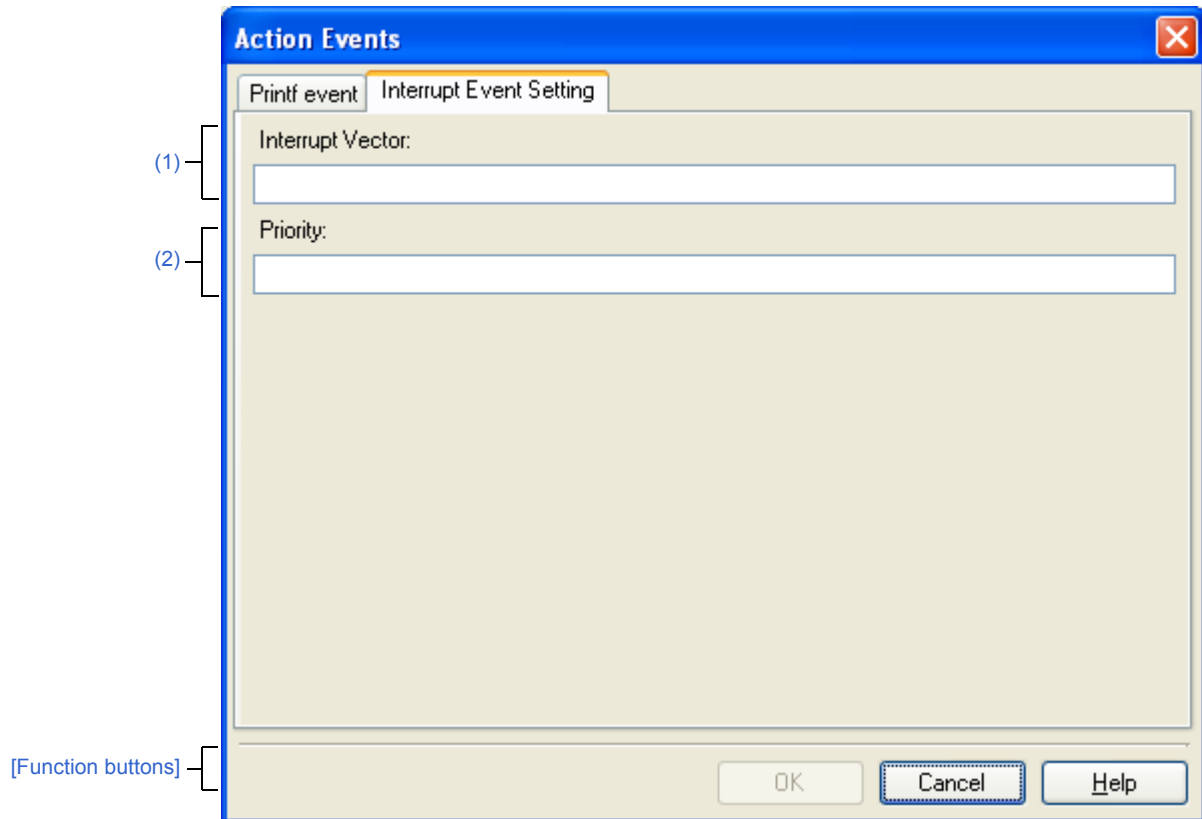 Action Events
Printf event Interrupt Event Setting
(1)
Interrupt Vector:
(2)
Priority:
[Function buttons]
OK Cancel Help